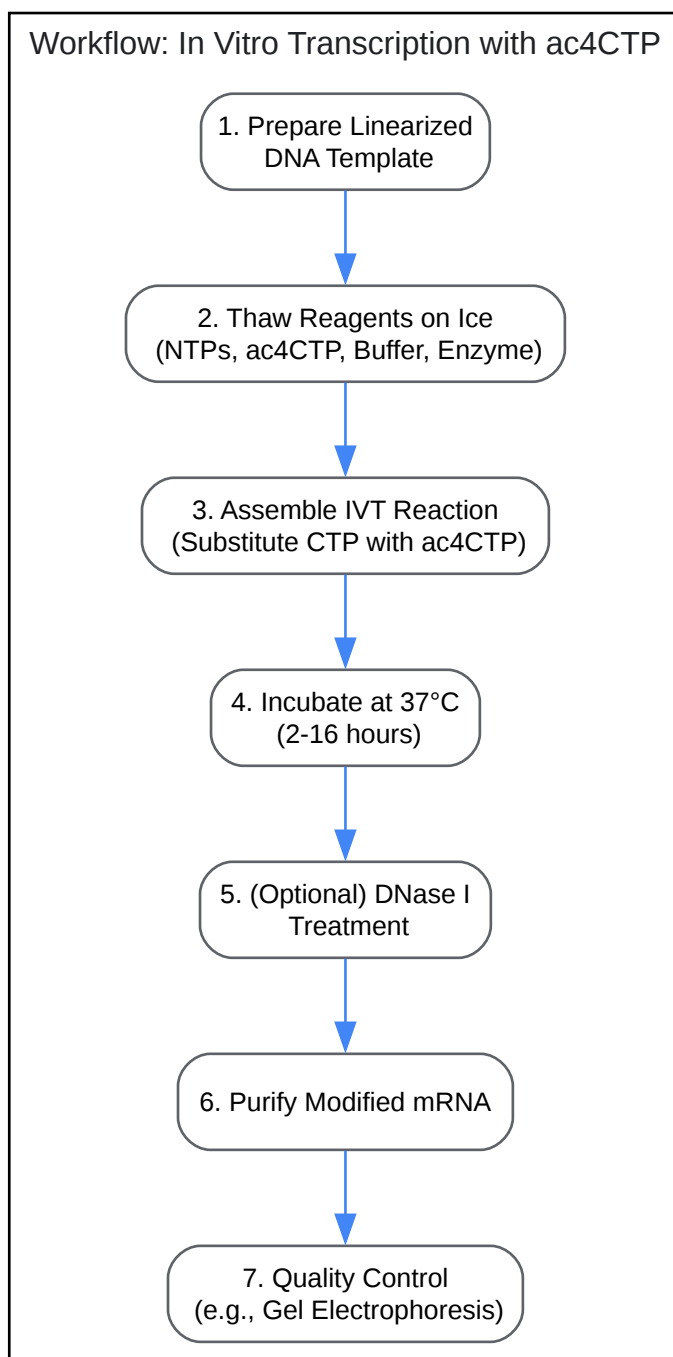 Workflow: In Vitro Transcription with ac4CTP
1. Prepare Linearized
DNA Template
2. Thaw Reagents on Ice
(NTPs, ac4CTP, Buffer, Enzyme)
3. Assemble IVT Reaction
(Substitute CTP with ac4CTP)
4. Incubate at 37°C
(2-16 hours)
5. (Optional) DNase I
Treatment
6. Purify Modified mRNA
7. Quality Control
(e.g., Gel Electrophoresis)